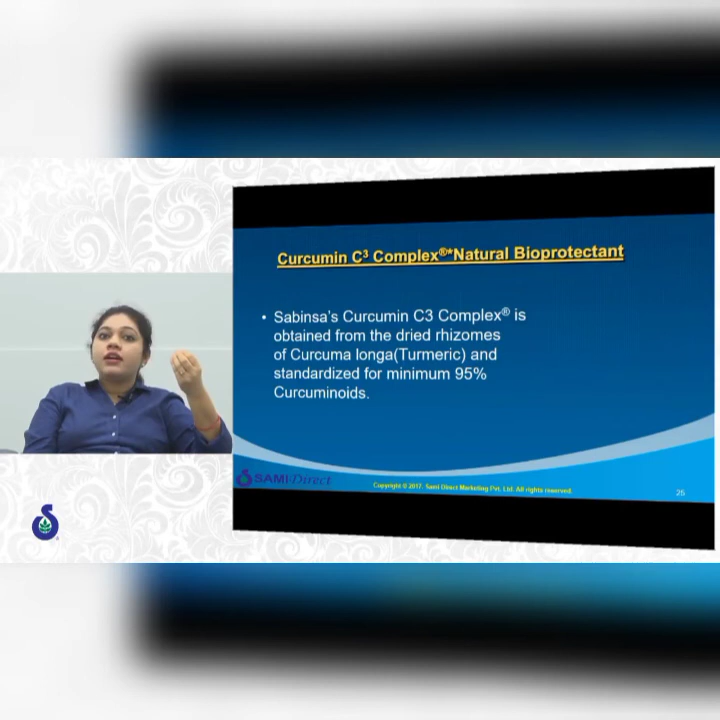 Curcumin C³ Complex®*Natural Bioprotectant
• Sabinsa's Curcumin C3 Complex® is
obtained from the dried rhizomes
of Curcuma longa(Turmeric) and
standardized for minimum 95%
Curcuminoids.
SAMI Direct
Copyright © 2017. Sami Direct Marketing Pvt. Ltd. All rights reserved.
25